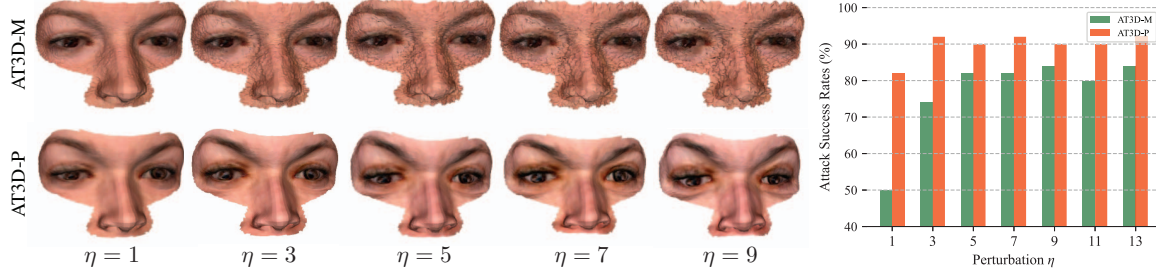 AT3D-M
AT3D-P
η = 1
η = 3
η = 5
η = 7
η = 9
Attack Success Rates (%)
100
90
80
70
60
50
40
AT3D-M
AT3D-P
1 3 5 7 9 11 13
Perturbation η